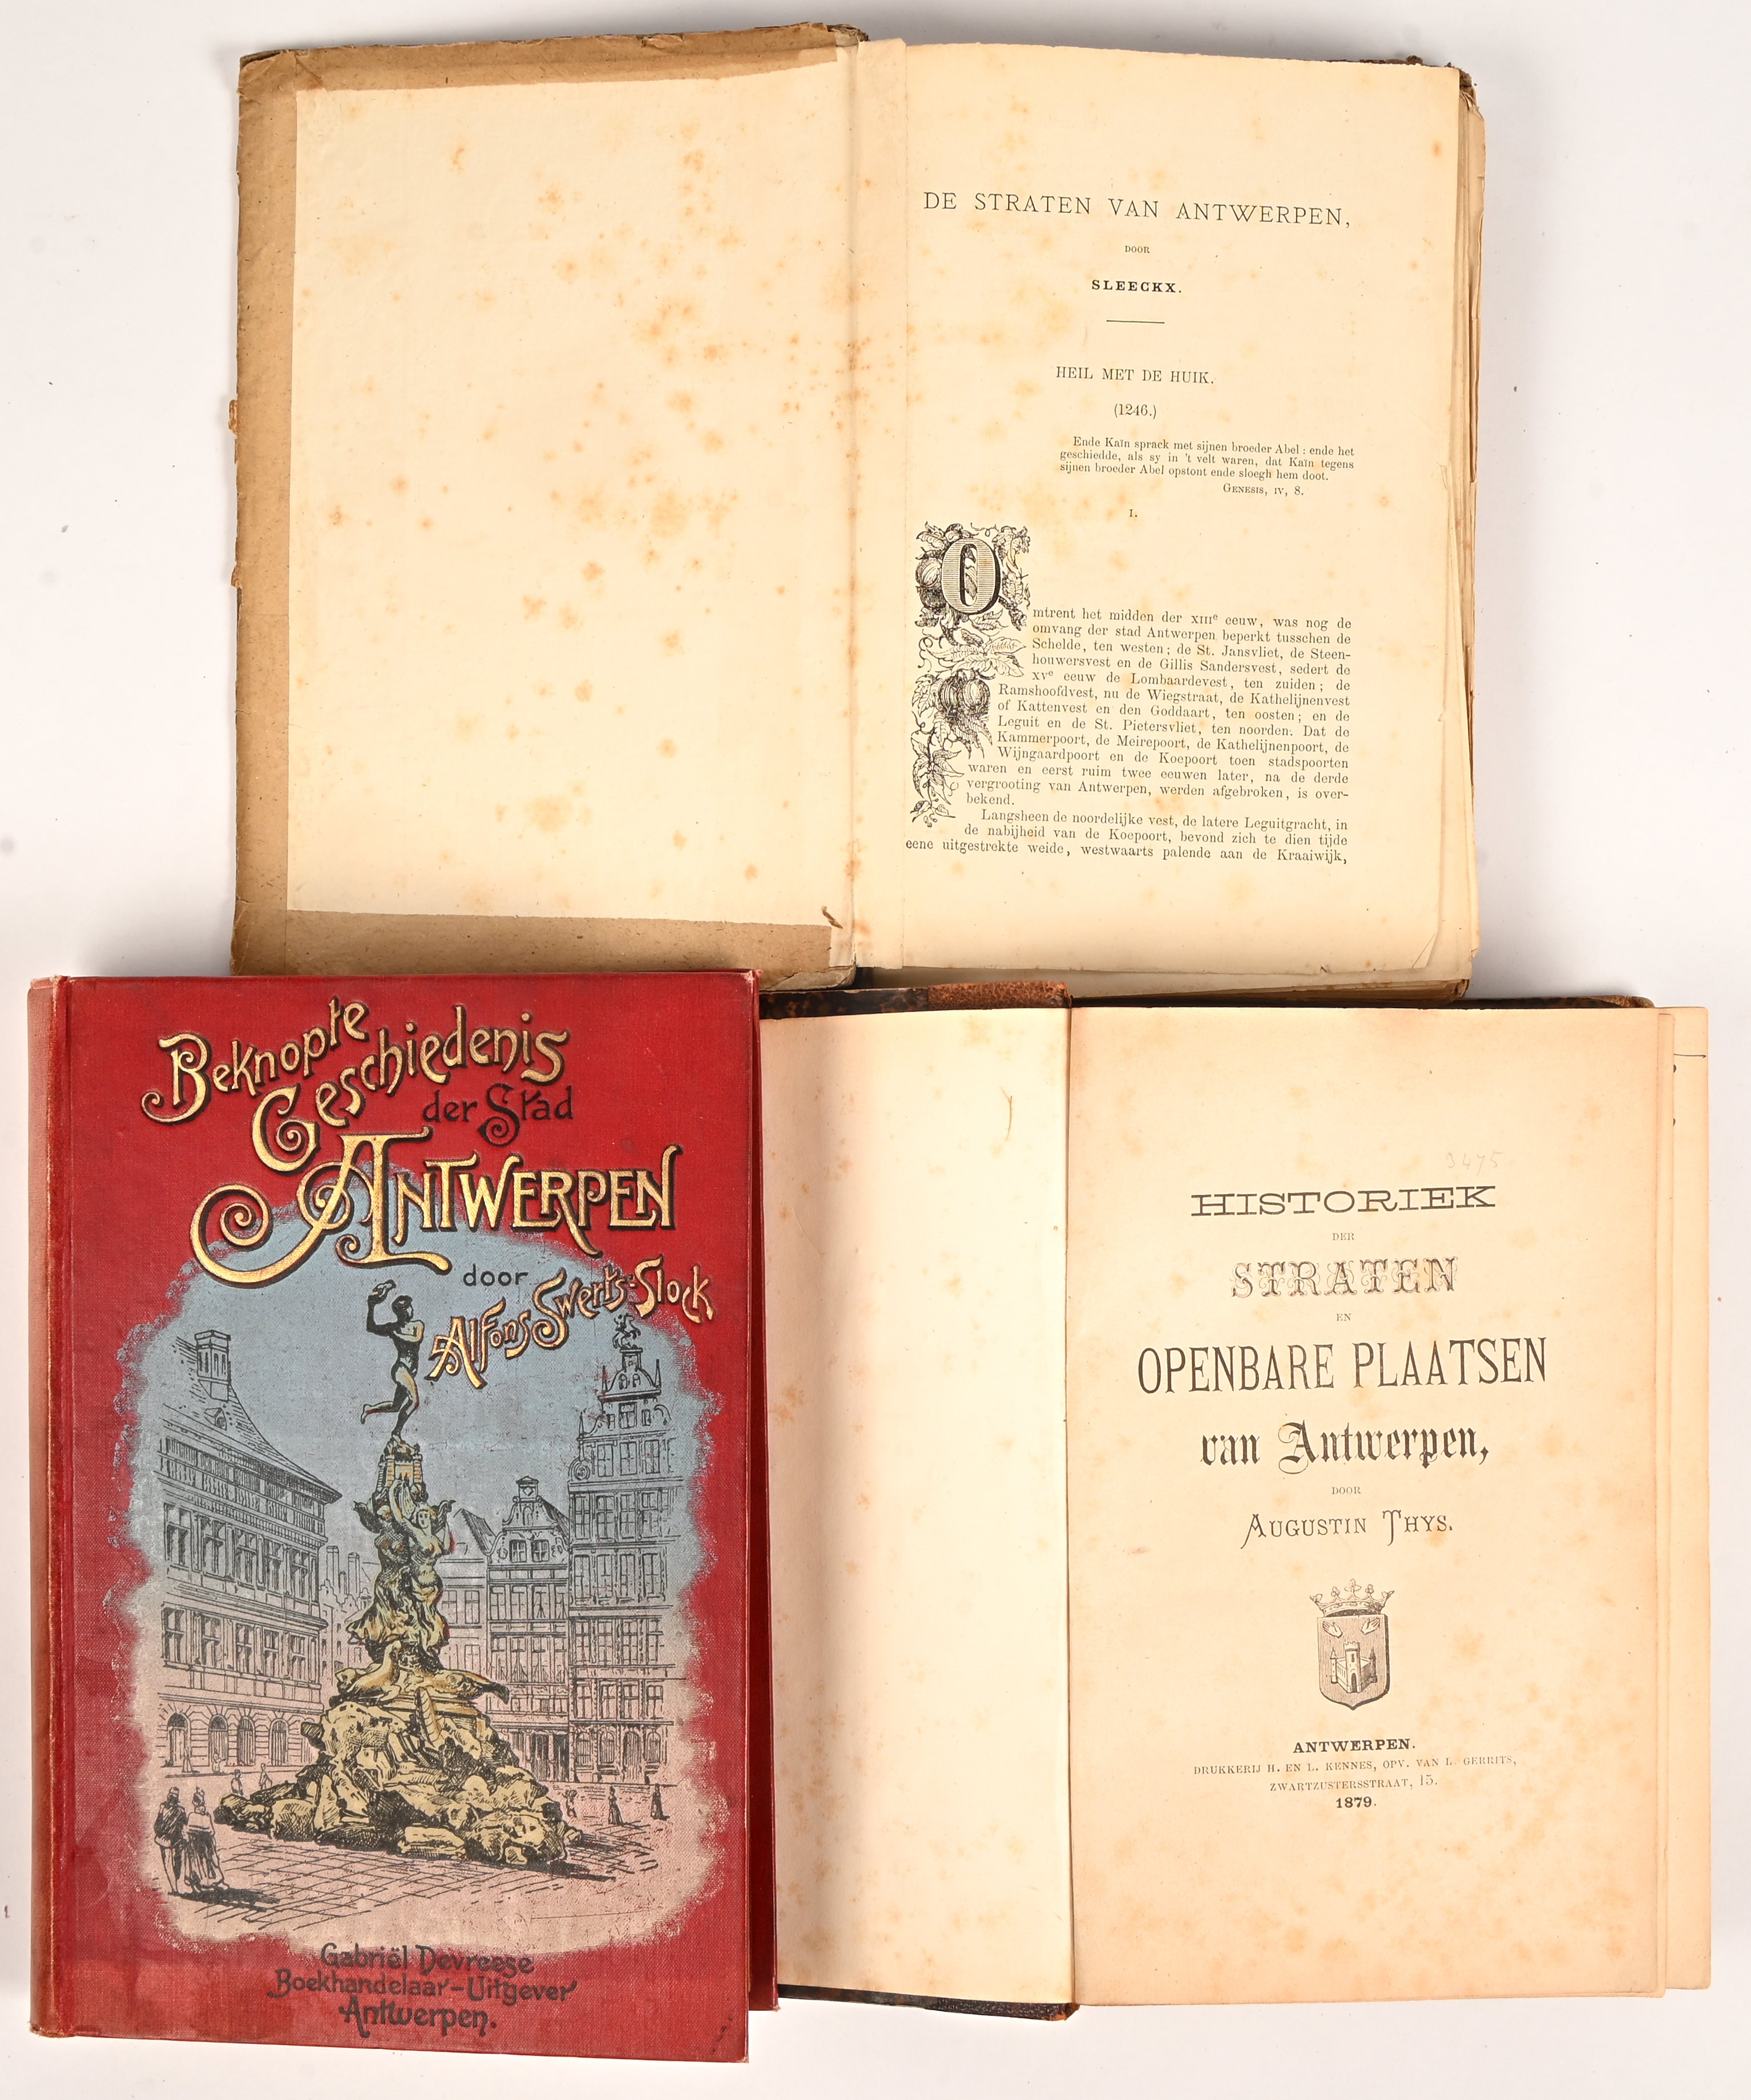 DE STRATEN VAN ANTWERPEN,
DOOR
SLEECKX.
HEIL MET DE HUIK.
(1246.)
Ende Kaïn sprack met sijnen broeder Abel : ende het
geschiedde, als sy in 't velt waren, dat Kaïn tegens
sijnen broeder Abel opstont ende sloegh hem doot.
GENESIS, IV, 8.
I.
Omtrent het midden der XIIIe eeuw, was nog de
omvang der stad Antwerpen beperkt tusschen de
Schelde, ten westen; de St. Jansvliet, de Steen-
houwersvest en de Gillis Sandersvest, sedert de
XVe eeuw de Lombaardevest, ten zuiden; de
Ramshoofdvest, nu de Wiegstraat, de Kathelijnenvest
of Kattenvest en den Goddaart, ten oosten; en de
Leguit en de St. Pietersvliet, ten noorden. Dat de
Kammerpoort, de Meirepoort, de Kathelijnenpoort, de
Wijngaardpoort en de Koepoort toen stadspoorten
waren en eerst ruim twee eeuwen later, na de derde
vergrooting van Antwerpen, werden afgebroken, is over-
bekend.
Langsheen de noordelijke vest, de latere Leguitgracht, in
de nabijheid van de Koepoort, bevond zich te dien tijde
eene uitgestrekte weide, westwaarts palende aan de Kraaiwijk,
Beknopte
Geschiedenis
der Stad
ANTWERPEN
door
Alfons Swerts-Slock
Gabriël Devreese
Boekhandelaar-Uitgever
Antwerpen.
3475
HISTORIEK
DER
STRATEN
EN
OPENBARE PLAATSEN
van Antwerpen,
DOOR
AUGUSTIN THYS.
ANTWERPEN.
DRUKKERIJ H. EN L. KENNES, OPV. VAN L. GERRITS,
ZWARTZUSTERSSTRAAT, 15.
1879.